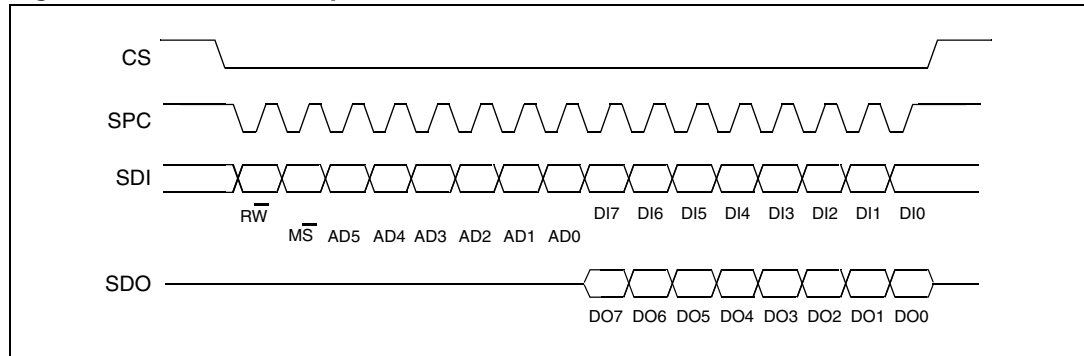 CS
SPC
SDI
RW̅
DI7 DI6 DI5 DI4 DI3 DI2 DI1 DI0
MS̅ AD5 AD4 AD3 AD2 AD1 AD0
SDO
DO7 DO6 DO5 DO4 DO3 DO2 DO1 DO0